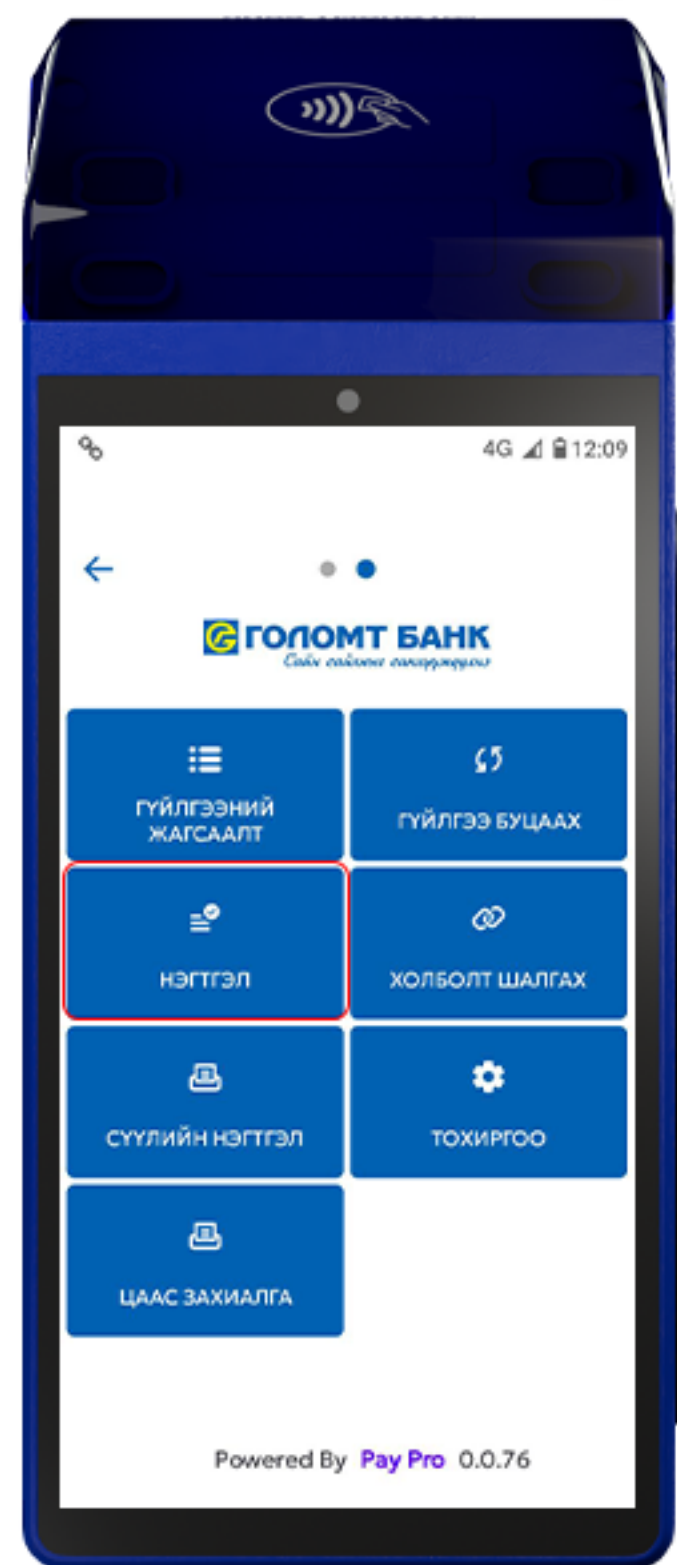 4G 12:09
ГОЛОМТ БАНК
ГҮЙЛГЭЭНИЙ
ЖАГСААЛТ
ГҮЙЛГЭЭ БУЦААХ
НЭГТГЭЛ
ХОЛБОЛТ ШАЛГАХ
СҮҮЛИЙН НЭГТГЭЛ
ТОХИРГОО
ЦААС ЗАХИАЛГА
Powered By Pay Pro 0.0.76